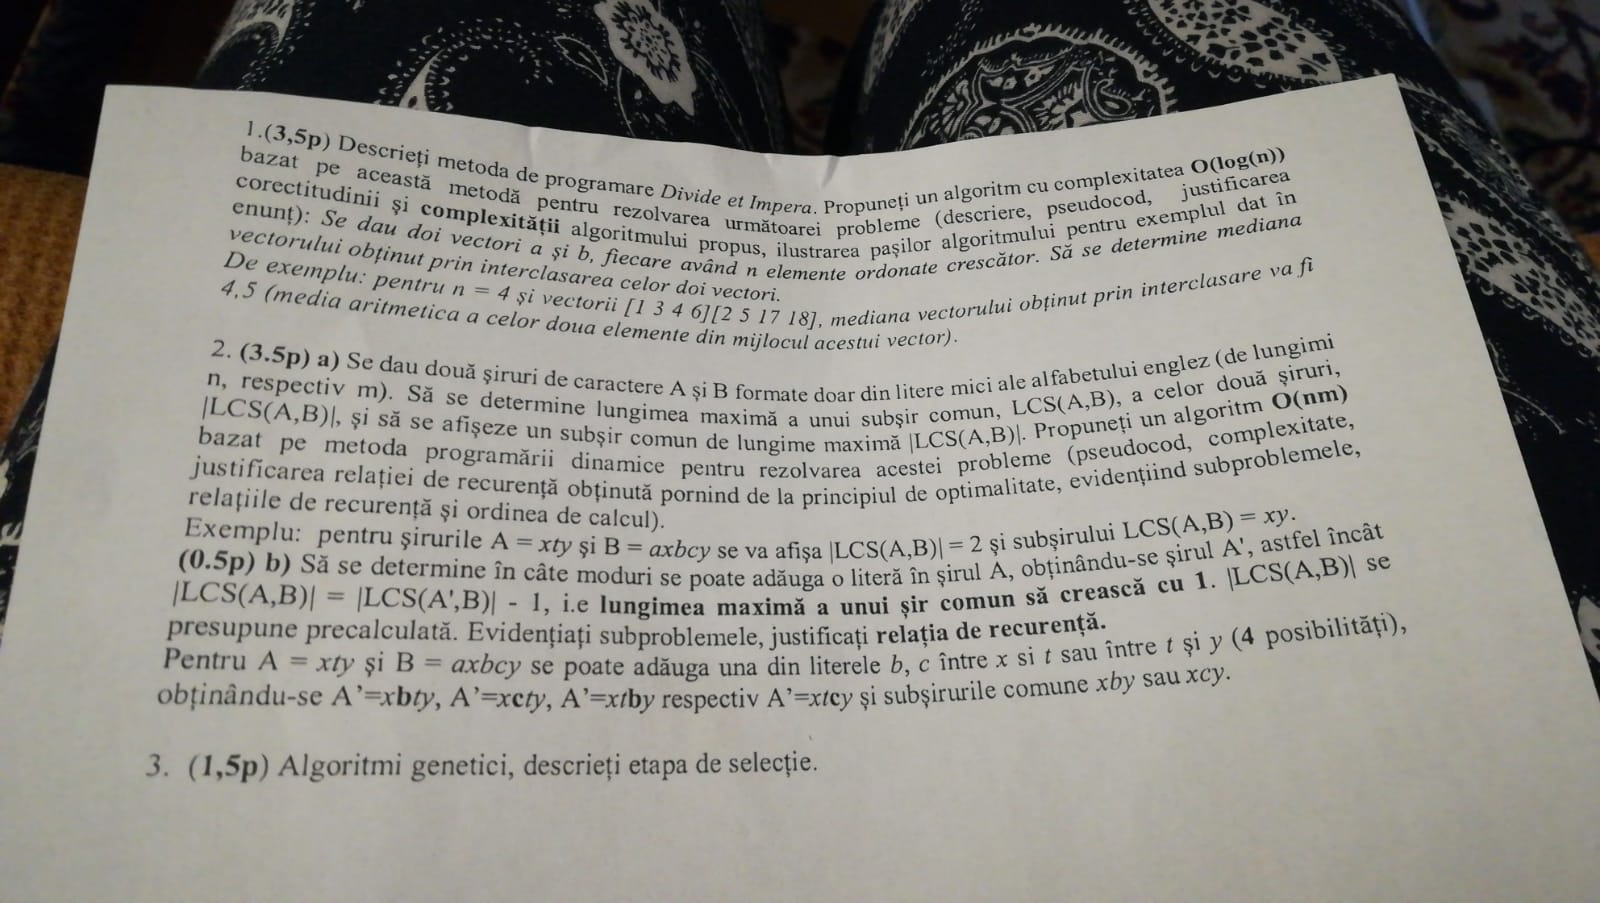 1.(3,5p) Descrieți metoda de programare Divide et Impera. Propuneți un algoritm cu complexitatea O(log(n))
bazat pe această metodă pentru rezolvarea următoarei probleme (descriere, pseudocod, justificarea
corectitudinii și complexității algoritmului propus, ilustrarea pașilor algoritmului pentru exemplul dat în
enunț): Se dau doi vectori a și b, fiecare având n elemente ordonate crescător. Să se determine mediana
vectorului obținut prin interclasarea celor doi vectori.
De exemplu: pentru n = 4 și vectorii [1 3 4 6][2 5 17 18], mediana vectorului obținut prin interclasare va fi
4,5 (media aritmetica a celor doua elemente din mijlocul acestui vector).
2. (3.5p) a) Se dau două șiruri de caractere A și B formate doar din litere mici ale alfabetului englez (de lungimi
n, respectiv m). Să se determine lungimea maximă a unui subșir comun, LCS(A,B), a celor două șiruri,
|LCS(A,B)|, și să se afișeze un subșir comun de lungime maximă |LCS(A,B)|. Propuneți un algoritm O(nm)
bazat pe metoda programării dinamice pentru rezolvarea acestei probleme (pseudocod, complexitate,
justificarea relației de recurență obținută pornind de la principiul de optimalitate, evidențiind subproblemele,
relațiile de recurență și ordinea de calcul).
Exemplu: pentru șirurile A = xty și B = axbcy se va afișa |LCS(A,B)| = 2 și subșirului LCS(A,B) = xy.
(0.5p) b) Să se determine în câte moduri se poate adăuga o literă în șirul A, obținându-se șirul A', astfel încât
|LCS(A,B)| = |LCS(A',B)| - 1, i.e lungimea maximă a unui șir comun să crească cu 1. |LCS(A,B)| se
presupune precalculată. Evidențiați subproblemele, justificați relația de recurență.
Pentru A = xty și B = axbcy se poate adăuga una din literele b, c între x si t sau între t și y (4 posibilități),
obținându-se A’=xbty, A’=xcty, A’=xtby respectiv A’=xtcy și subșirurile comune xby sau xcy.
3. (1,5p) Algoritmi genetici, descrieți etapa de selecție.